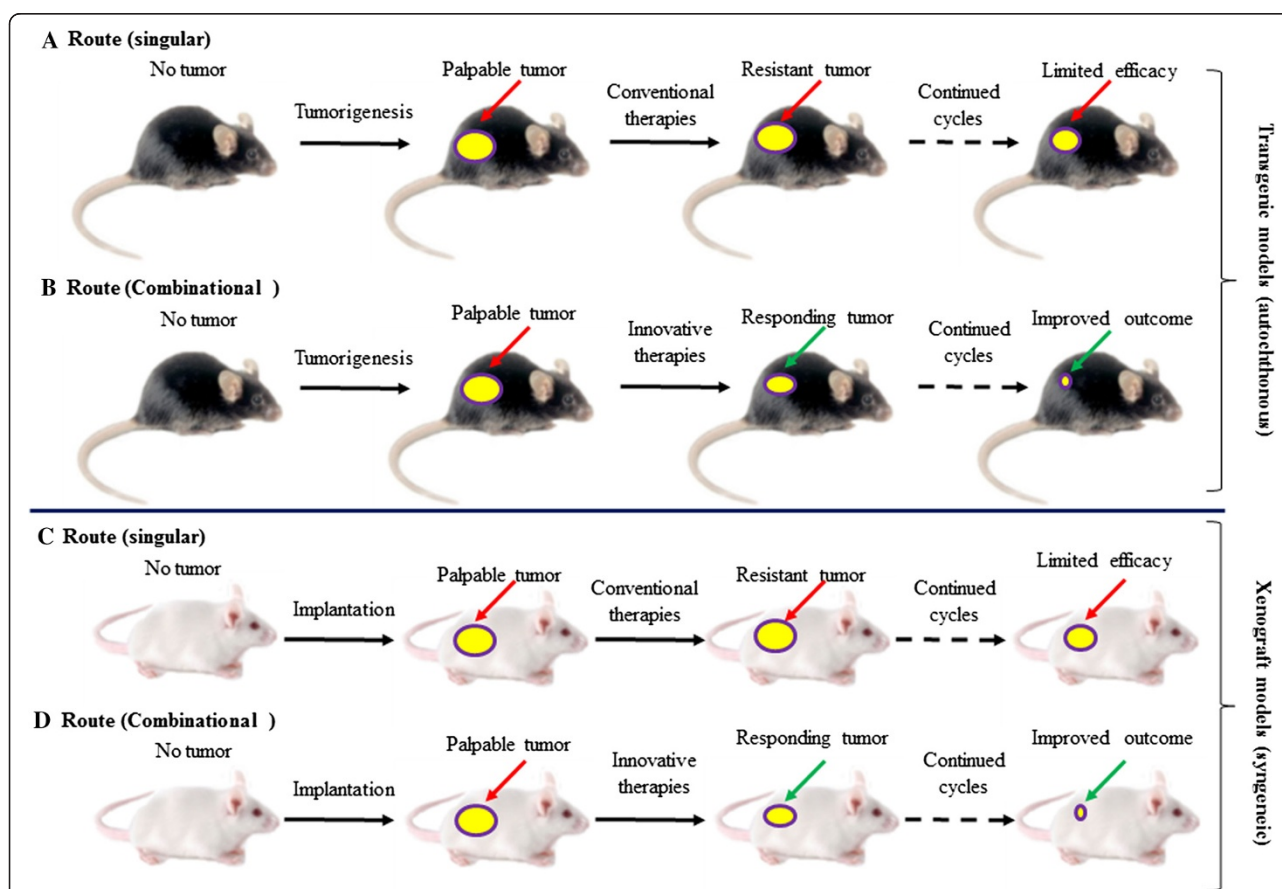 A Route (singular)
No tumor
Palpable tumor
Resistant tumor
Limited efficacy
Tumorigenesis
Conventional
therapies
Continued
cycles
B Route (Combinational )
No tumor
Palpable tumor
Responding tumor
Improved outcome
Tumorigenesis
Innovative
therapies
Continued
cycles
Transgenic models (autochthonous)
C Route (singular)
No tumor
Palpable tumor
Resistant tumor
Limited efficacy
Implantation
Conventional
therapies
Continued
cycles
D Route (Combinational )
No tumor
Palpable tumor
Responding tumor
Improved outcome
Implantation
Innovative
therapies
Continued
cycles
Xenograft models (syngeneic)